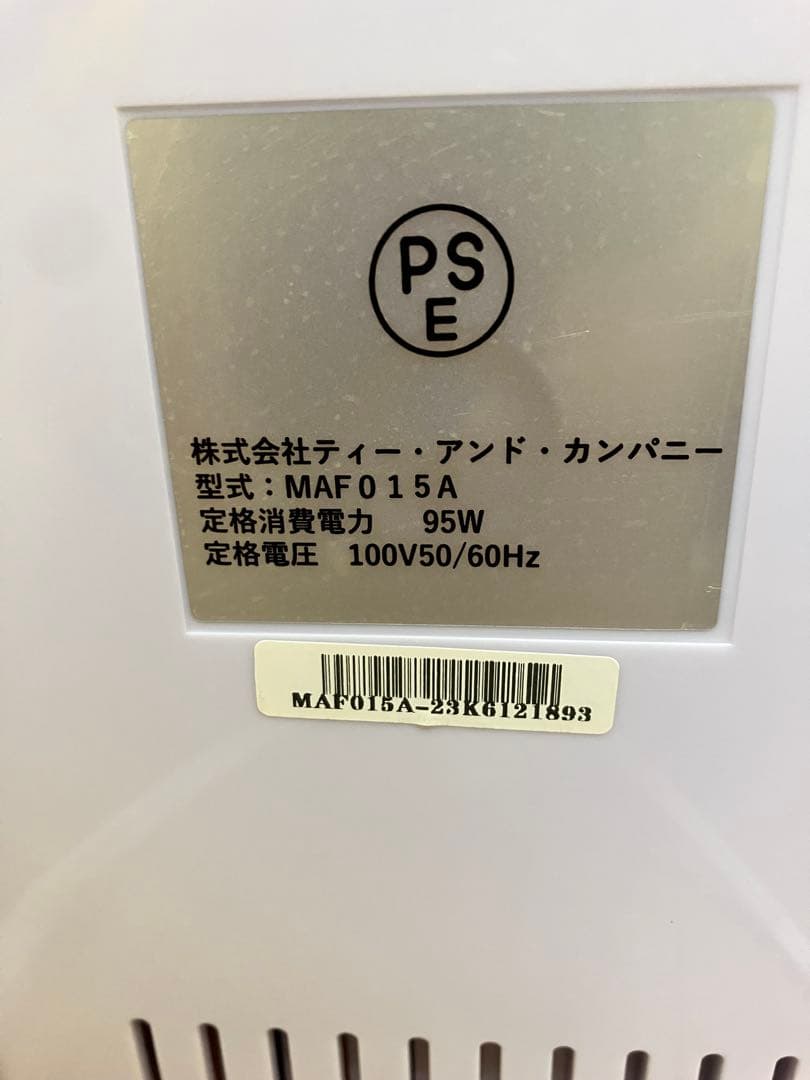 PS
E
株式会社ティー・アンド・カンパニー
型式：MAF０１５A
定格消費電力　95W
定格電圧　100V50/60Hz
MAF015A-23K6121893